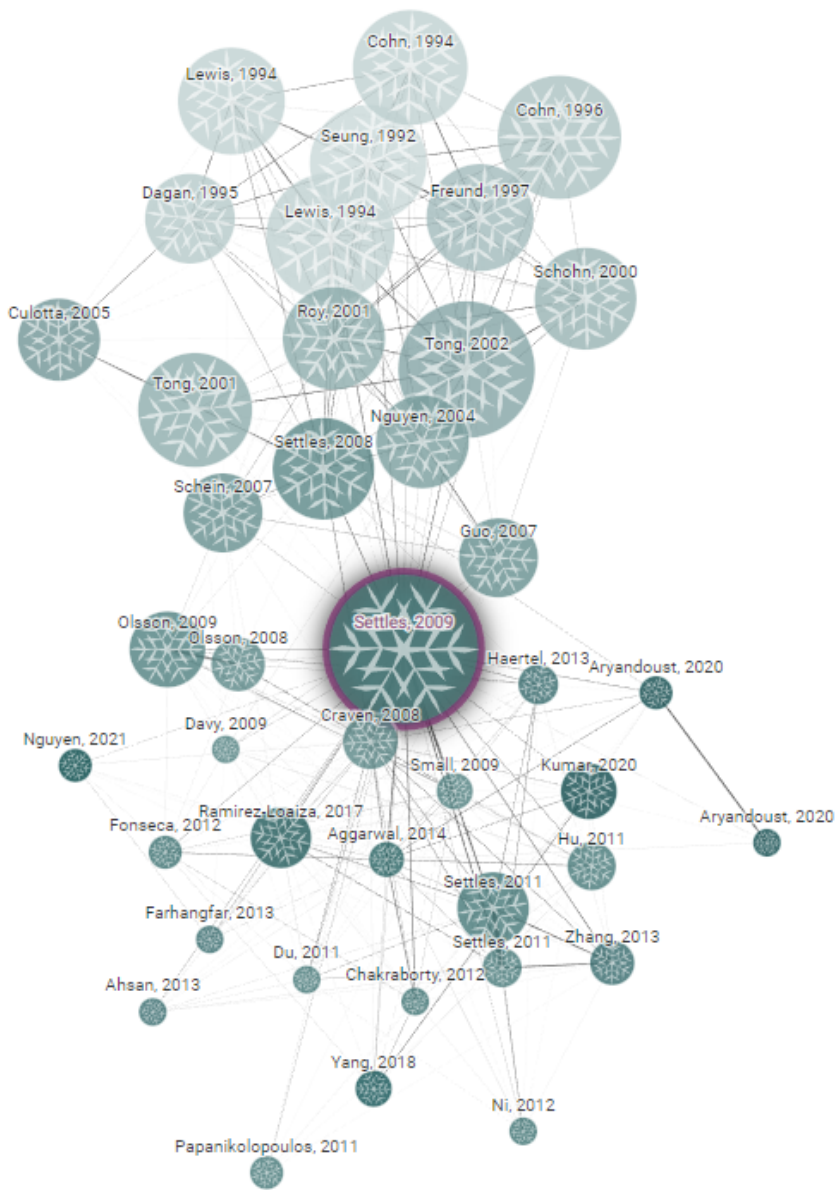 Cohn, 1994
Lewis, 1994
Cohn, 1996
Seung, 1992
Dagan, 1995
Freund, 1997
Lewis, 1994
Schohn, 2000
Culotta, 2005
Roy, 2001
Tong, 2002
Tong, 2001
Nguyen, 2004
Settles, 2008
Schein, 2007
Guo, 2007
Olsson, 2009
Settles, 2009
Olsson, 2008
Haertel, 2013
Aryandoust, 2020
Craven, 2008
Davy, 2009
Nguyen, 2021
Small, 2009
Kumar, 2020
Ramirez-Loaiza, 2017
Aryandoust, 2020
Fonseca, 2012
Aggarwal, 2014
Hu, 2011
Settles, 2011
Farhangfar, 2013
Settles, 2011
Zhang, 2013
Du, 2011
Chakraborty, 2012
Ahsan, 2013
Yang, 2018
Ni, 2012
Papanikolopoulos, 2011